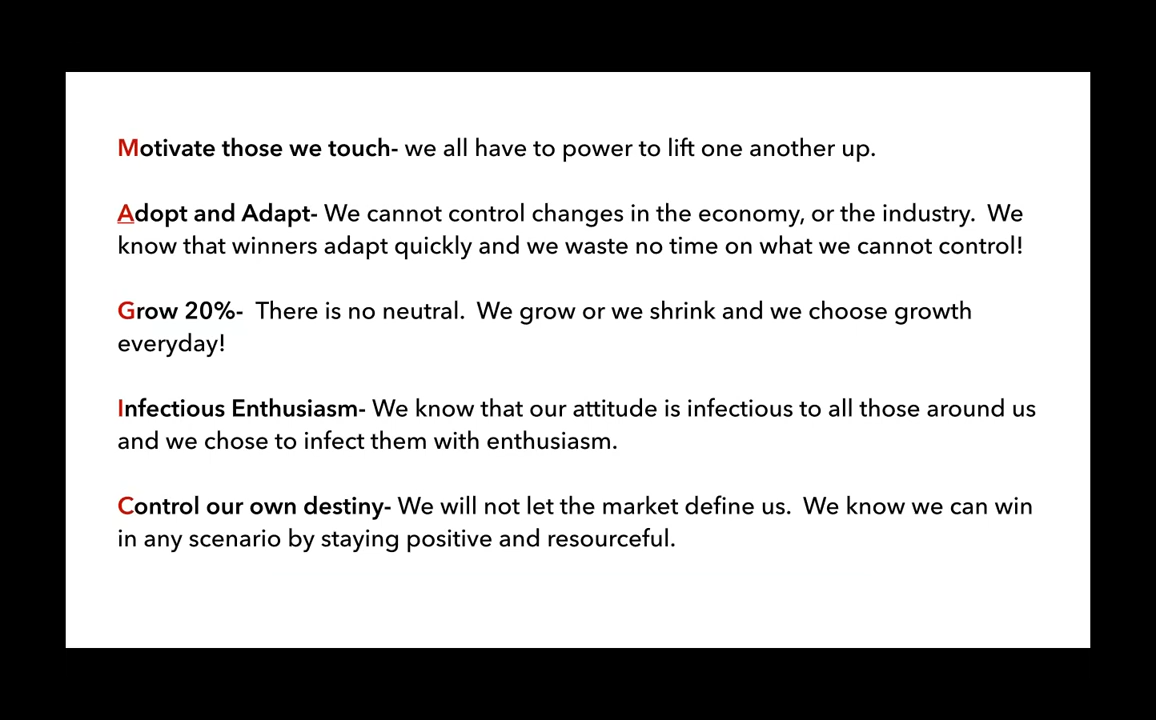 Motivate those we touch- we all have to power to lift one another up.
Adopt and Adapt- We cannot control changes in the economy, or the industry.  We
know that winners adapt quickly and we waste no time on what we cannot control!
Grow 20%-  There is no neutral.  We grow or we shrink and we choose growth
everyday!
Infectious Enthusiasm- We know that our attitude is infectious to all those around us
and we chose to infect them with enthusiasm.
Control our own destiny- We will not let the market define us.  We know we can win
in any scenario by staying positive and resourceful.